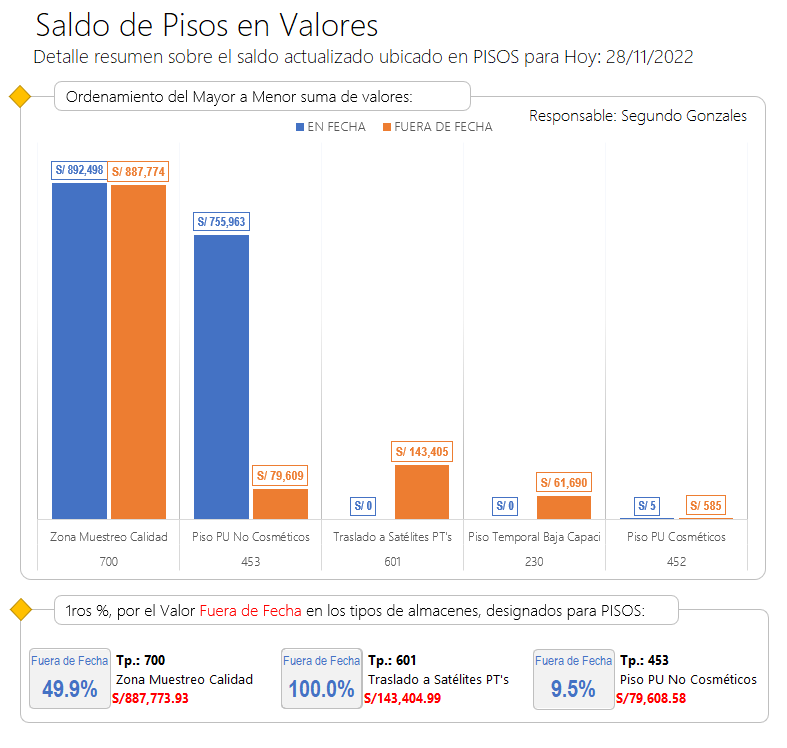 Saldo de Pisos en Valores
Detalle resumen sobre el saldo actualizado ubicado en PISOS para Hoy: 28/11/2022
Ordenamiento del Mayor a Menor suma de valores:
Responsable: Segundo Gonzales
EN FECHA FUERA DE FECHA
S/ 892,498 S/ 887,774
S/ 755,963
S/ 79,609
S/ 0
S/ 143,405
S/ 0
S/ 61,690
S/ 5
S/ 585
Zona Muestreo Calidad Piso PU No Cosméticos Traslado a Satélites PT's Piso Temporal Baja Capaci Piso PU Cosméticos
700 453 601 230 452
1ros %, por el Valor Fuera de Fecha en los tipos de almacenes, designados para PISOS:
Fuera de Fecha
49.9%
Tp.: 700
Zona Muestreo Calidad
S/887,773.93
Fuera de Fecha
100.0%
Tp.: 601
Traslado a Satélites PT's
S/143,404.99
Fuera de Fecha
9.5%
Tp.: 453
Piso PU No Cosméticos
S/79,608.58